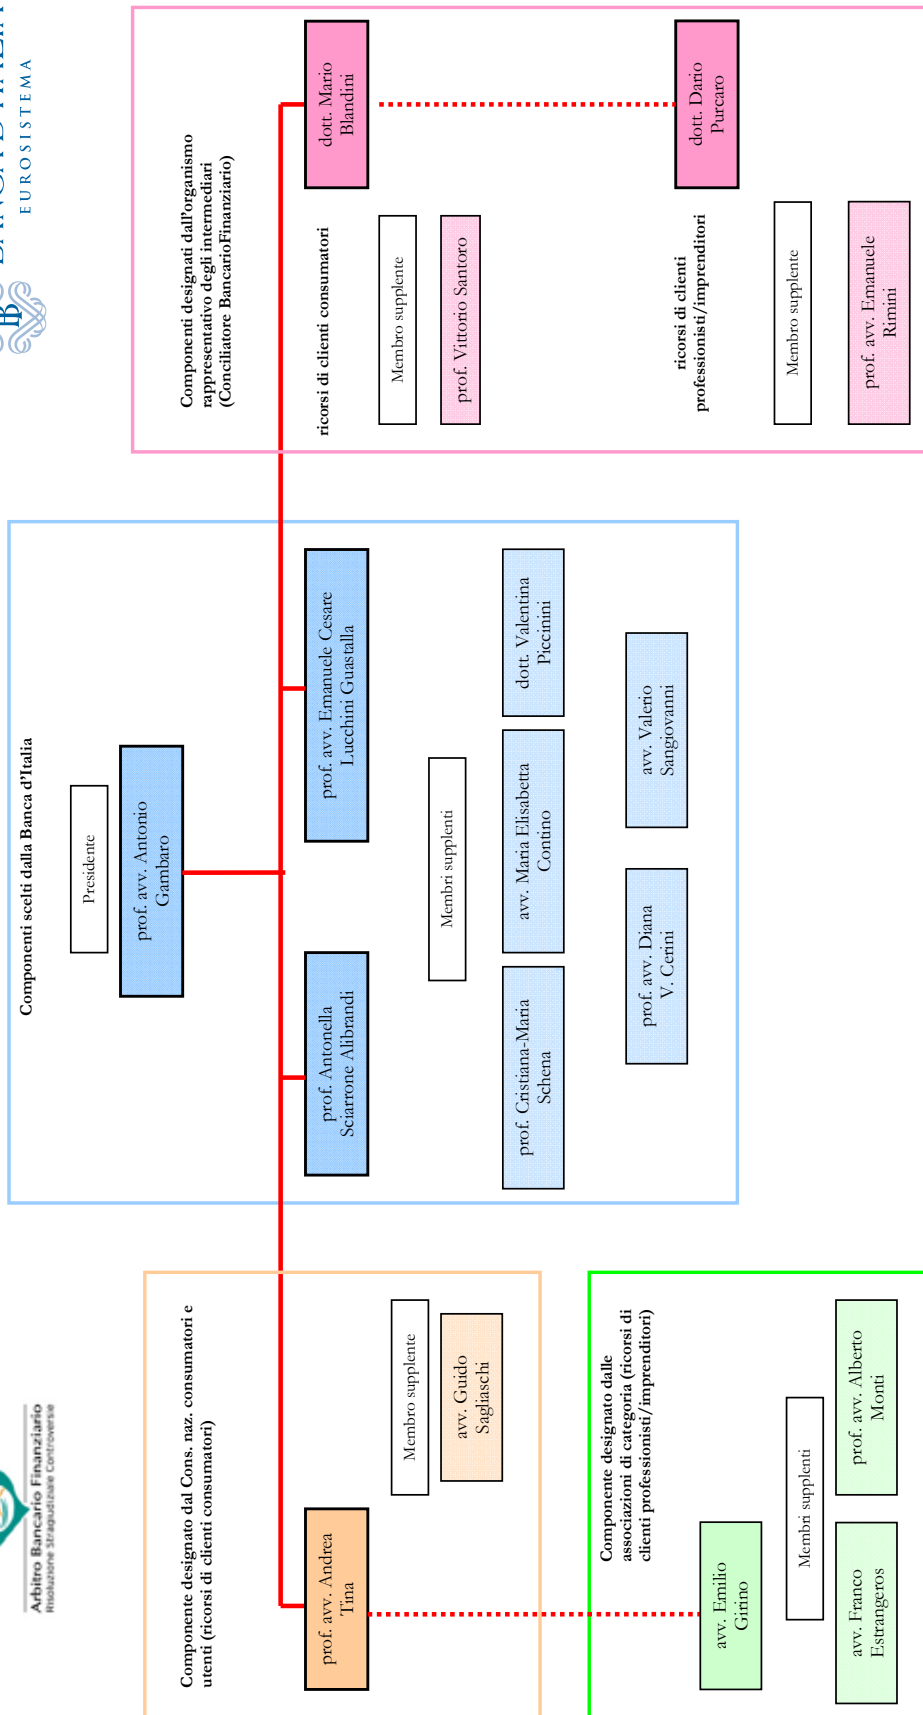 Arbitro Bancario Finanziario
Risoluzione Stragiudiziale Controversie
EUROSISTEMA
Componente designato dal Cons. naz. consumatori e
utenti (ricorsi di clienti consumatori)
prof. avv. Andrea
Tina
Membro supplente
avv. Guido
Sagliaschi
Componente designato dalle
associazioni di categoria (ricorsi di
clienti professionisti/imprenditori)
avv. Emilio
Girino
Membri supplenti
avv. Franco
Estrangeros
prof. avv. Alberto
Monti
Componenti scelti dalla Banca d'Italia
Presidente
prof. avv. Antonio
Gambaro
prof. Antonella
Sciarrone Alibrandi
prof. avv. Emanuele Cesare
Lucchini Guastalla
Membri supplenti
prof. Cristiana-Maria
Schena
avv. Maria Elisabetta
Contino
dott. Valentina
Piccinini
prof. avv. Diana
V. Cerini
avv. Valerio
Sangiovanni
Componenti designati dall'organismo
rappresentativo degli intermediari
(Conciliatore BancarioFinanziario)
dott. Mario
Blandini
ricorsi di clienti consumatori
Membro supplente
prof. Vittorio Santoro
dott. Dario
Purcaro
ricorsi di clienti
professionisti/imprenditori
Membro supplente
prof. avv. Emanuele
Rimini